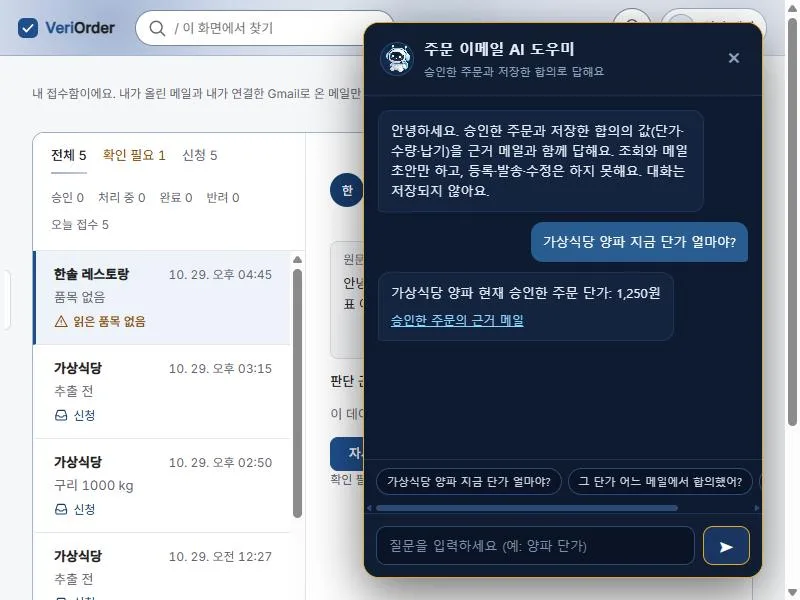 VeriOrder
/ 이 화면에서 찾기
내 접수함이에요. 내가 올린 메일과 내가 연결한 Gmail로 온 메일만
전체 5 확인 필요 1 신청 5
승인 0 처리 중 0 완료 0 반려 0
오늘 접수 5
한솔 레스토랑 10. 29. 오후 04:45
품목 없음
읽은 품목 없음
가상식당 10. 29. 오후 03:15
추출 전
신청
가상식당 10. 29. 오후 02:50
구리 1000 kg
신청
가상식당 10. 29. 오전 12:27
추출 전
한
원문
판단
이
확인
주문 이메일 AI 도우미
승인한 주문과 저장한 합의로 답해요
안녕하세요. 승인한 주문과 저장한 합의의 값(단가·
수량·납기)을 근거 메일과 함께 답해요. 조회와 메일
초안만 하고, 등록·발송·수정은 하지 못해요. 대화는
저장되지 않아요.
가상식당 양파 지금 단가 얼마야?
가상식당 양파 현재 승인한 주문 단가: 1,250원
승인한 주문의 근거 메일
가상식당 양파 지금 단가 얼마야? 그 단가 어느 메일에서 합의했어?
질문을 입력하세요 (예: 양파 단가)